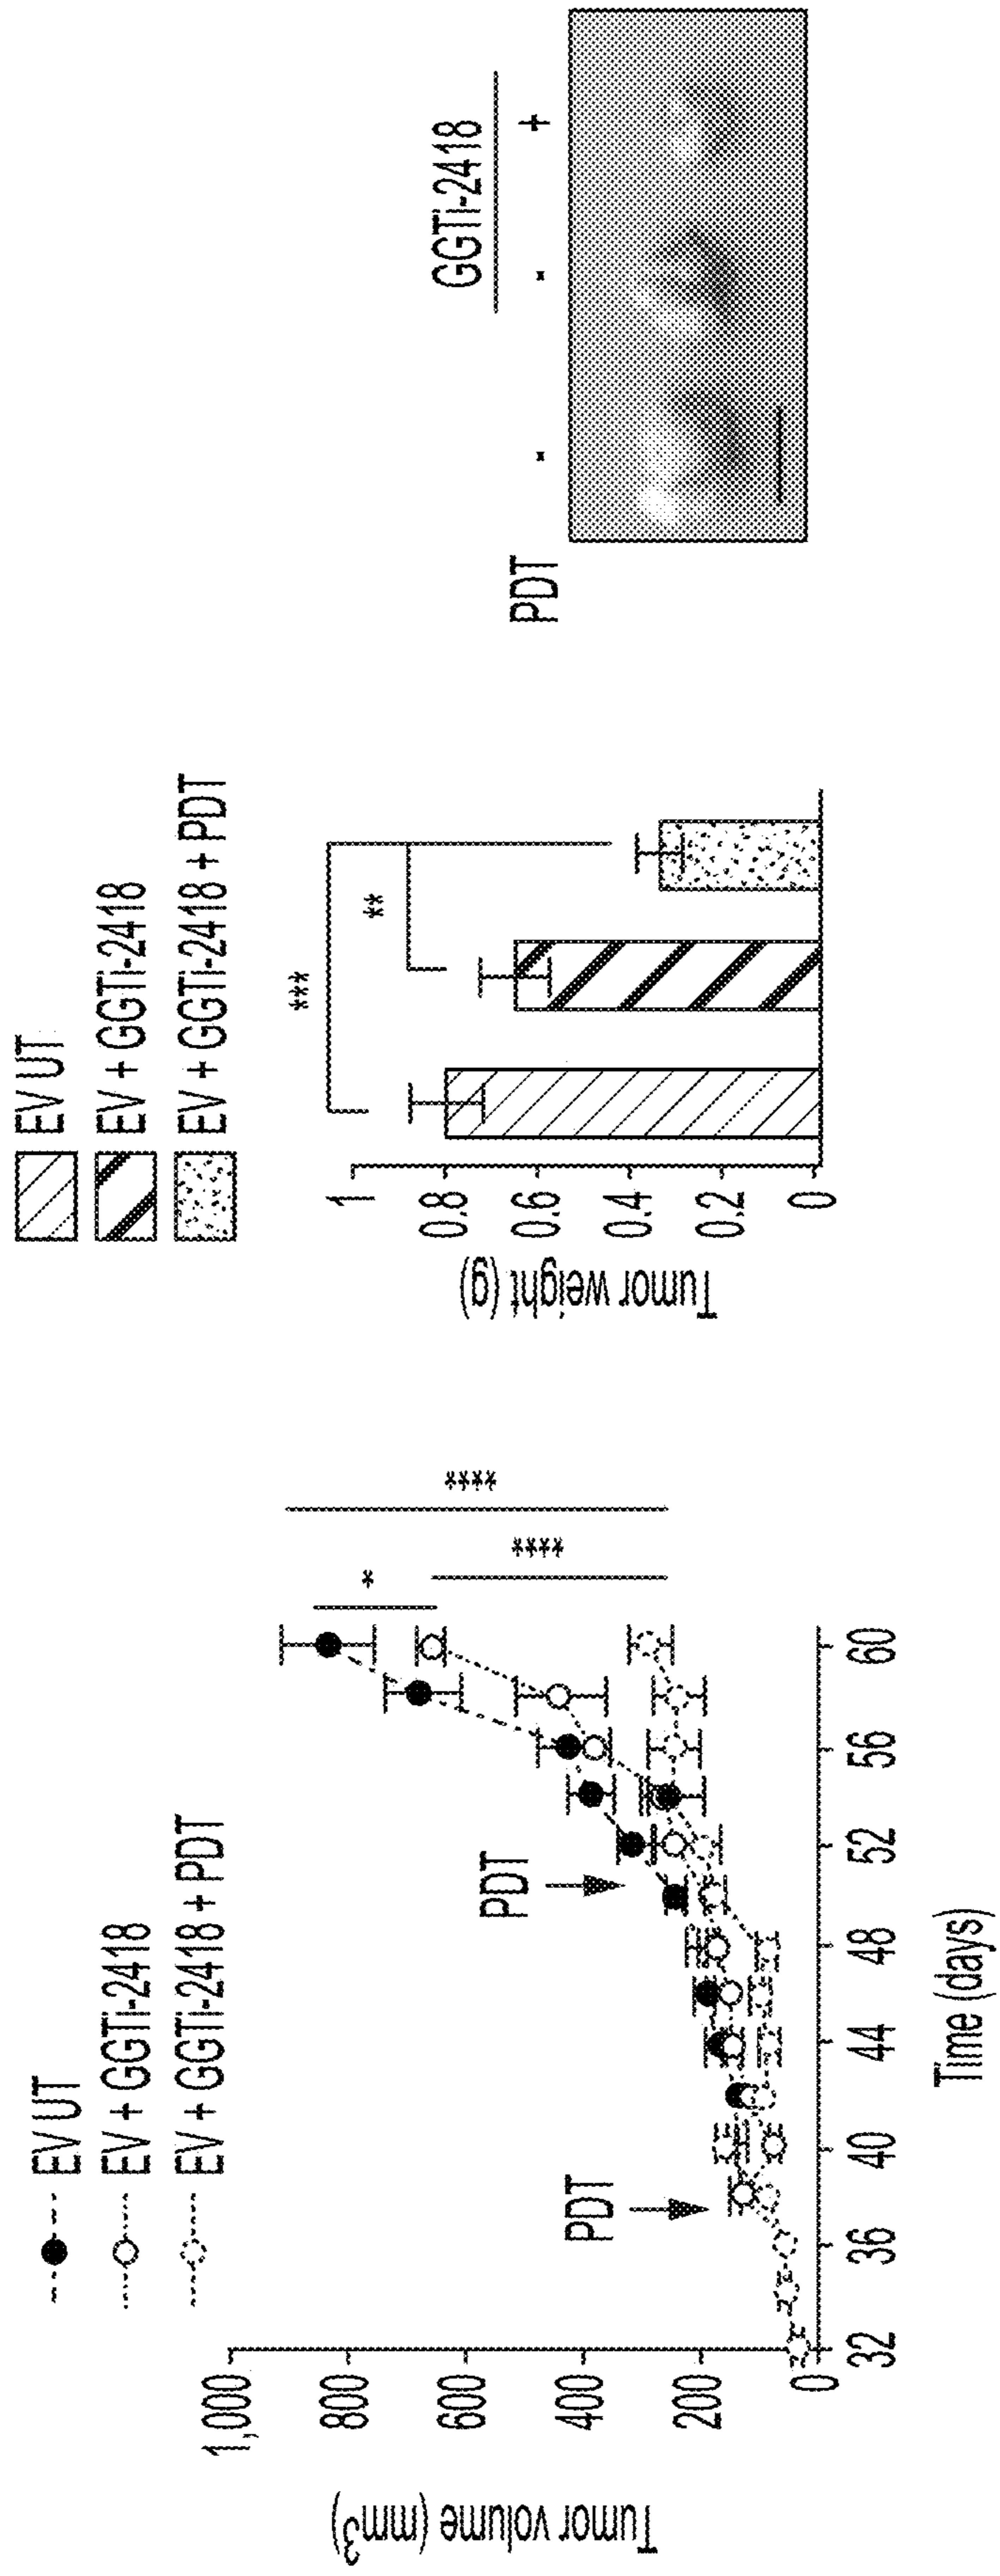 EV UT
EV + GGTi-2418
EV + GGTi-2418 + PDT
Tumor volume (mm³)
1,000
800
600
400
200
0
32
36
40
44
48
52
56
60
Time (days)
PDT
PDT
*
****
****
EV UT
EV + GGTi-2418
EV + GGTi-2418 + PDT
Tumor weight (g)
1
0.8
0.6
0.4
0.2
0
***
**
GGTi-2418
PDT - - +